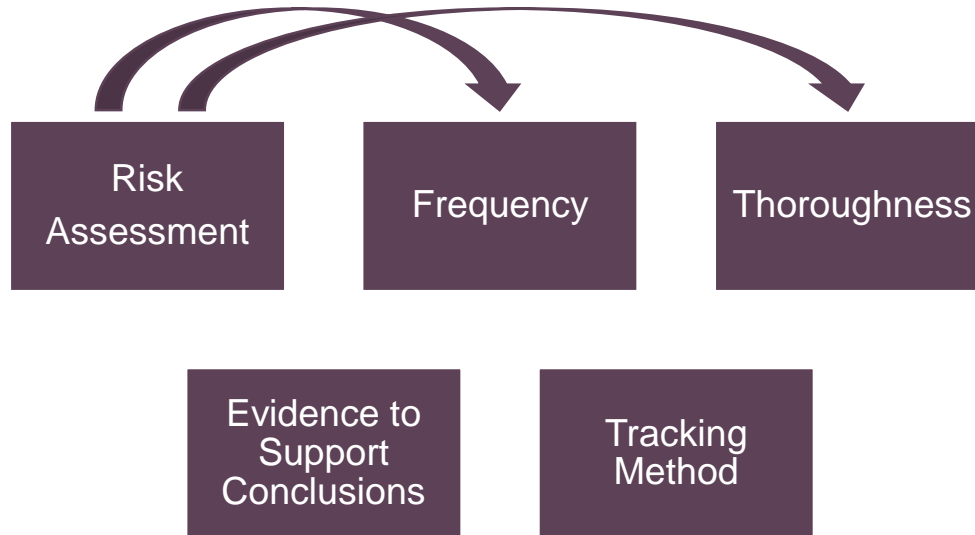 Risk
Assessment
Frequency
Thoroughness
Evidence to
Support
Conclusions
Tracking
Method